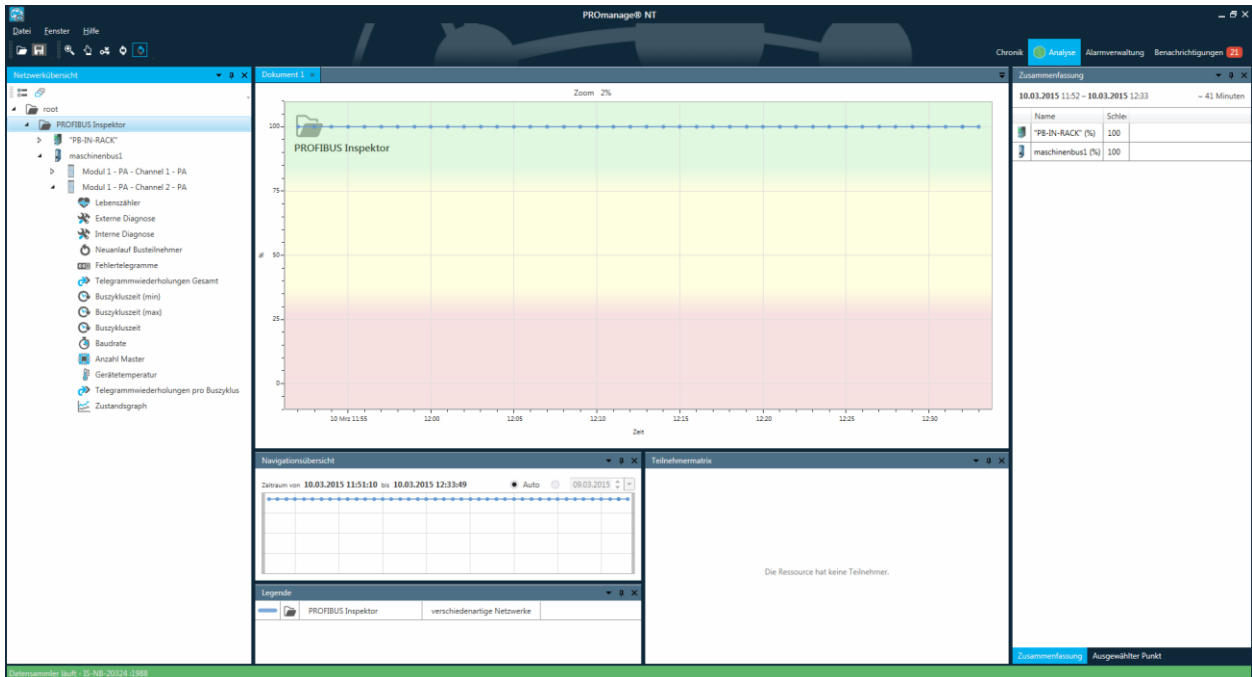 PROmanage® NT
Datei Fenster Hilfe
Chronik Analyse Alarmverwaltung Benachrichtigungen 21
Netzwerkübersicht
root
PROFIBUS Inspektor
"PB-IN-RACK"
maschinenbus1
Modul 1 - PA - Channel 1 - PA
Modul 1 - PA - Channel 2 - PA
Lebenszähler
Externe Diagnose
Interne Diagnose
Neuanlauf Busteilnehmer
Fehlertelegramme
Telegrammwiederholungen Gesamt
Buszykluszeit (min)
Buszykluszeit (max)
Buszykluszeit
Baudrate
Anzahl Master
Gerätetemperatur
Telegrammwiederholungen pro Buszyklus
Zustandsgraph
Dokument 1
Zoom 2%
PROFIBUS Inspektor
100
75
50
25
0
%
10 Mrz 11:55 12:00 12:05 12:10 12:15 12:20 12:25 12:30
Zeit
Navigationsübersicht
Zeitraum von 10.03.2015 11:51:10 bis 10.03.2015 12:33:49 Auto 09.03.2015
Legende
PROFIBUS Inspektor verschiedenartige Netzwerke
Teilnehmermatrix
Die Ressource hat keine Teilnehmer.
Zusammenfassung
10.03.2015 11:52 – 10.03.2015 12:33 ~ 41 Minuten
Name Schle
"PB-IN-RACK" (%) 100
maschinenbus1 (%) 100
Zusammenfassung Ausgewählter Punkt
Datensammler läuft - IS-NB-20324 :1988